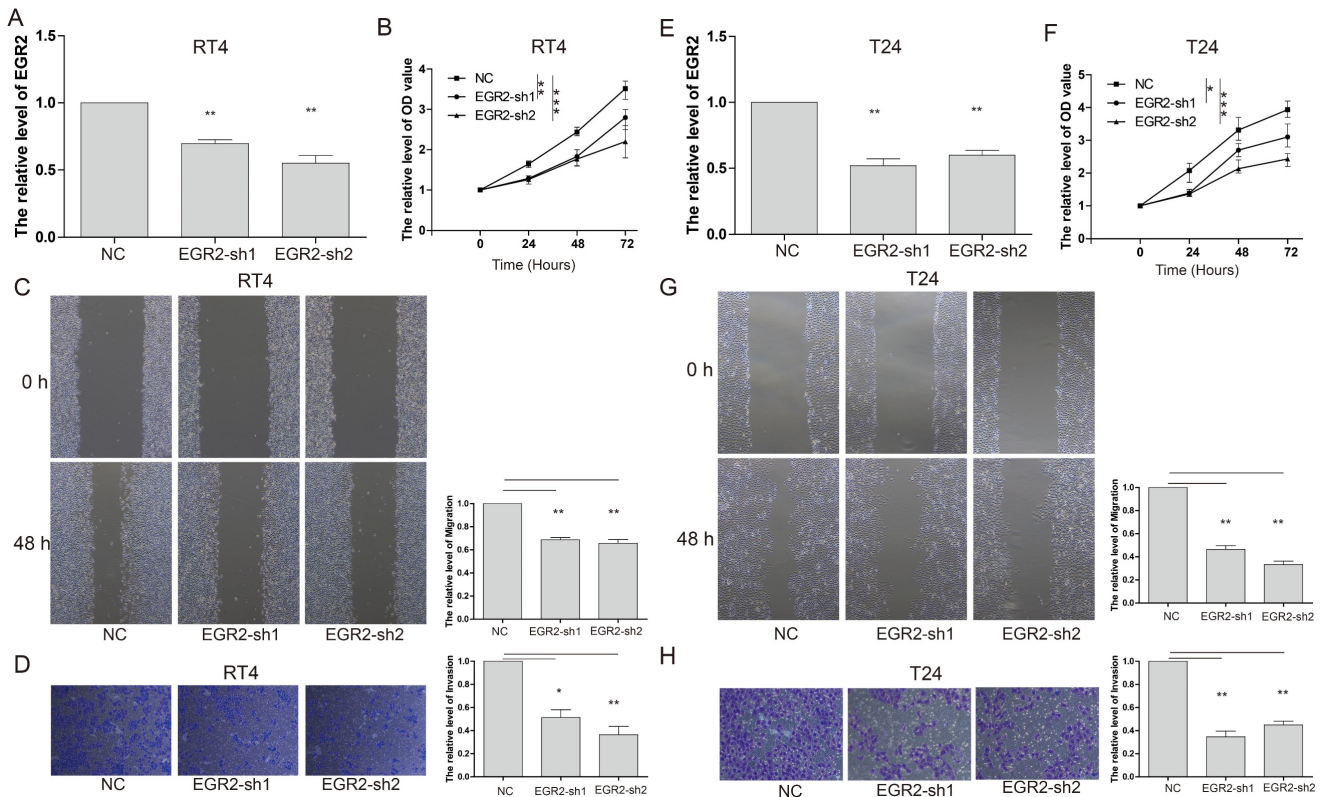 A
RT4
The relative level of EGR2
1.5
1.0
0.5
0.0
**
**
NC
EGR2-sh1
EGR2-sh2
B
RT4
The relative level of OD value
4
3
2
1
0
NC
EGR2-sh1
EGR2-sh2
**
***
0
24
48
72
Time (Hours)
E
T24
The relative level of EGR2
1.5
1.0
0.5
0.0
**
**
NC
EGR2-sh1
EGR2-sh2
F
T24
The relative level of OD value
5
4
3
2
1
0
NC
EGR2-sh1
EGR2-sh2
*
***
0
24
48
72
Time (Hours)
C
RT4
0 h
48 h
NC
EGR2-sh1
EGR2-sh2
The relative level of Migration
1.0
0.8
0.6
0.4
0.2
0.0
**
**
NC
EGR2-sh1
EGR2-sh2
G
T24
0 h
48 h
NC
EGR2-sh1
EGR2-sh2
The relative level of Migration
1.0
0.8
0.6
0.4
0.2
0.0
**
**
NC
EGR2-sh1
EGR2-sh2
D
RT4
NC
EGR2-sh1
EGR2-sh2
The relative level of Invasion
1.0
0.8
0.6
0.4
0.2
0.0
*
**
NC
EGR2-sh1
EGR2-sh2
H
T24
NC
EGR2-sh1
EGR2-sh2
The relative level of Invasion
1.0
0.8
0.6
0.4
0.2
0.0
**
**
NC
EGR2-sh1
EGR2-sh2